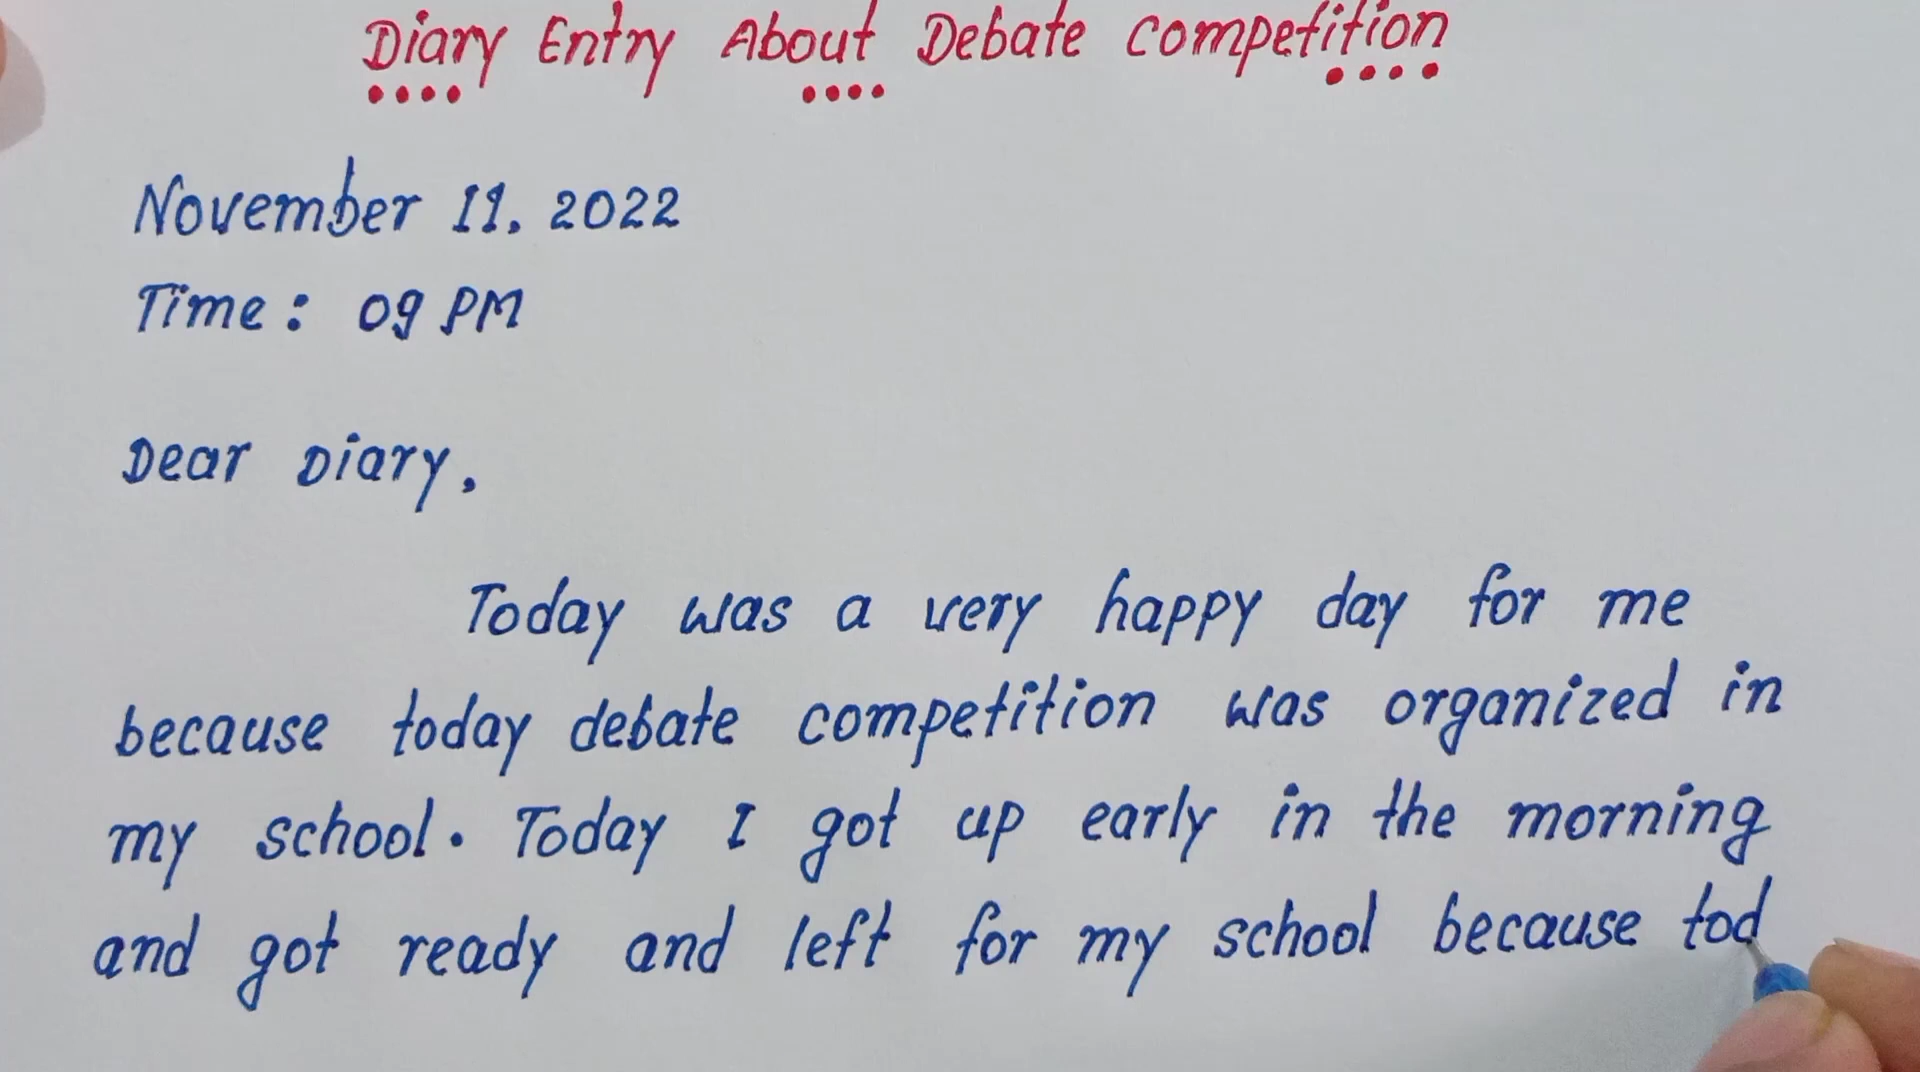 Diary Entry About Debate Competition
November 11. 2022
Time : 09 PM
Dear Diary,
Today was a very happy day for me
because today debate competition was organized in
my school. Today I got up early in the morning
and got ready and left for my school because tod